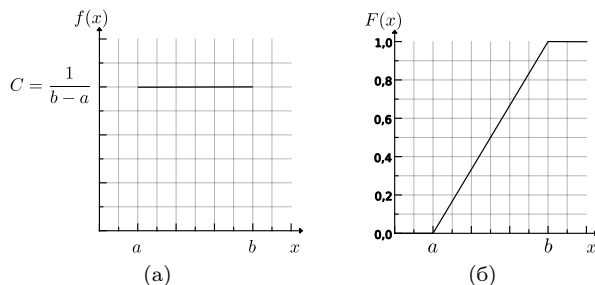 f(x)
C = 1/(b − a)
a b x
(а)
F(x)
1,0
0,8
0,6
0,4
0,2
0,0
a b x
(б)